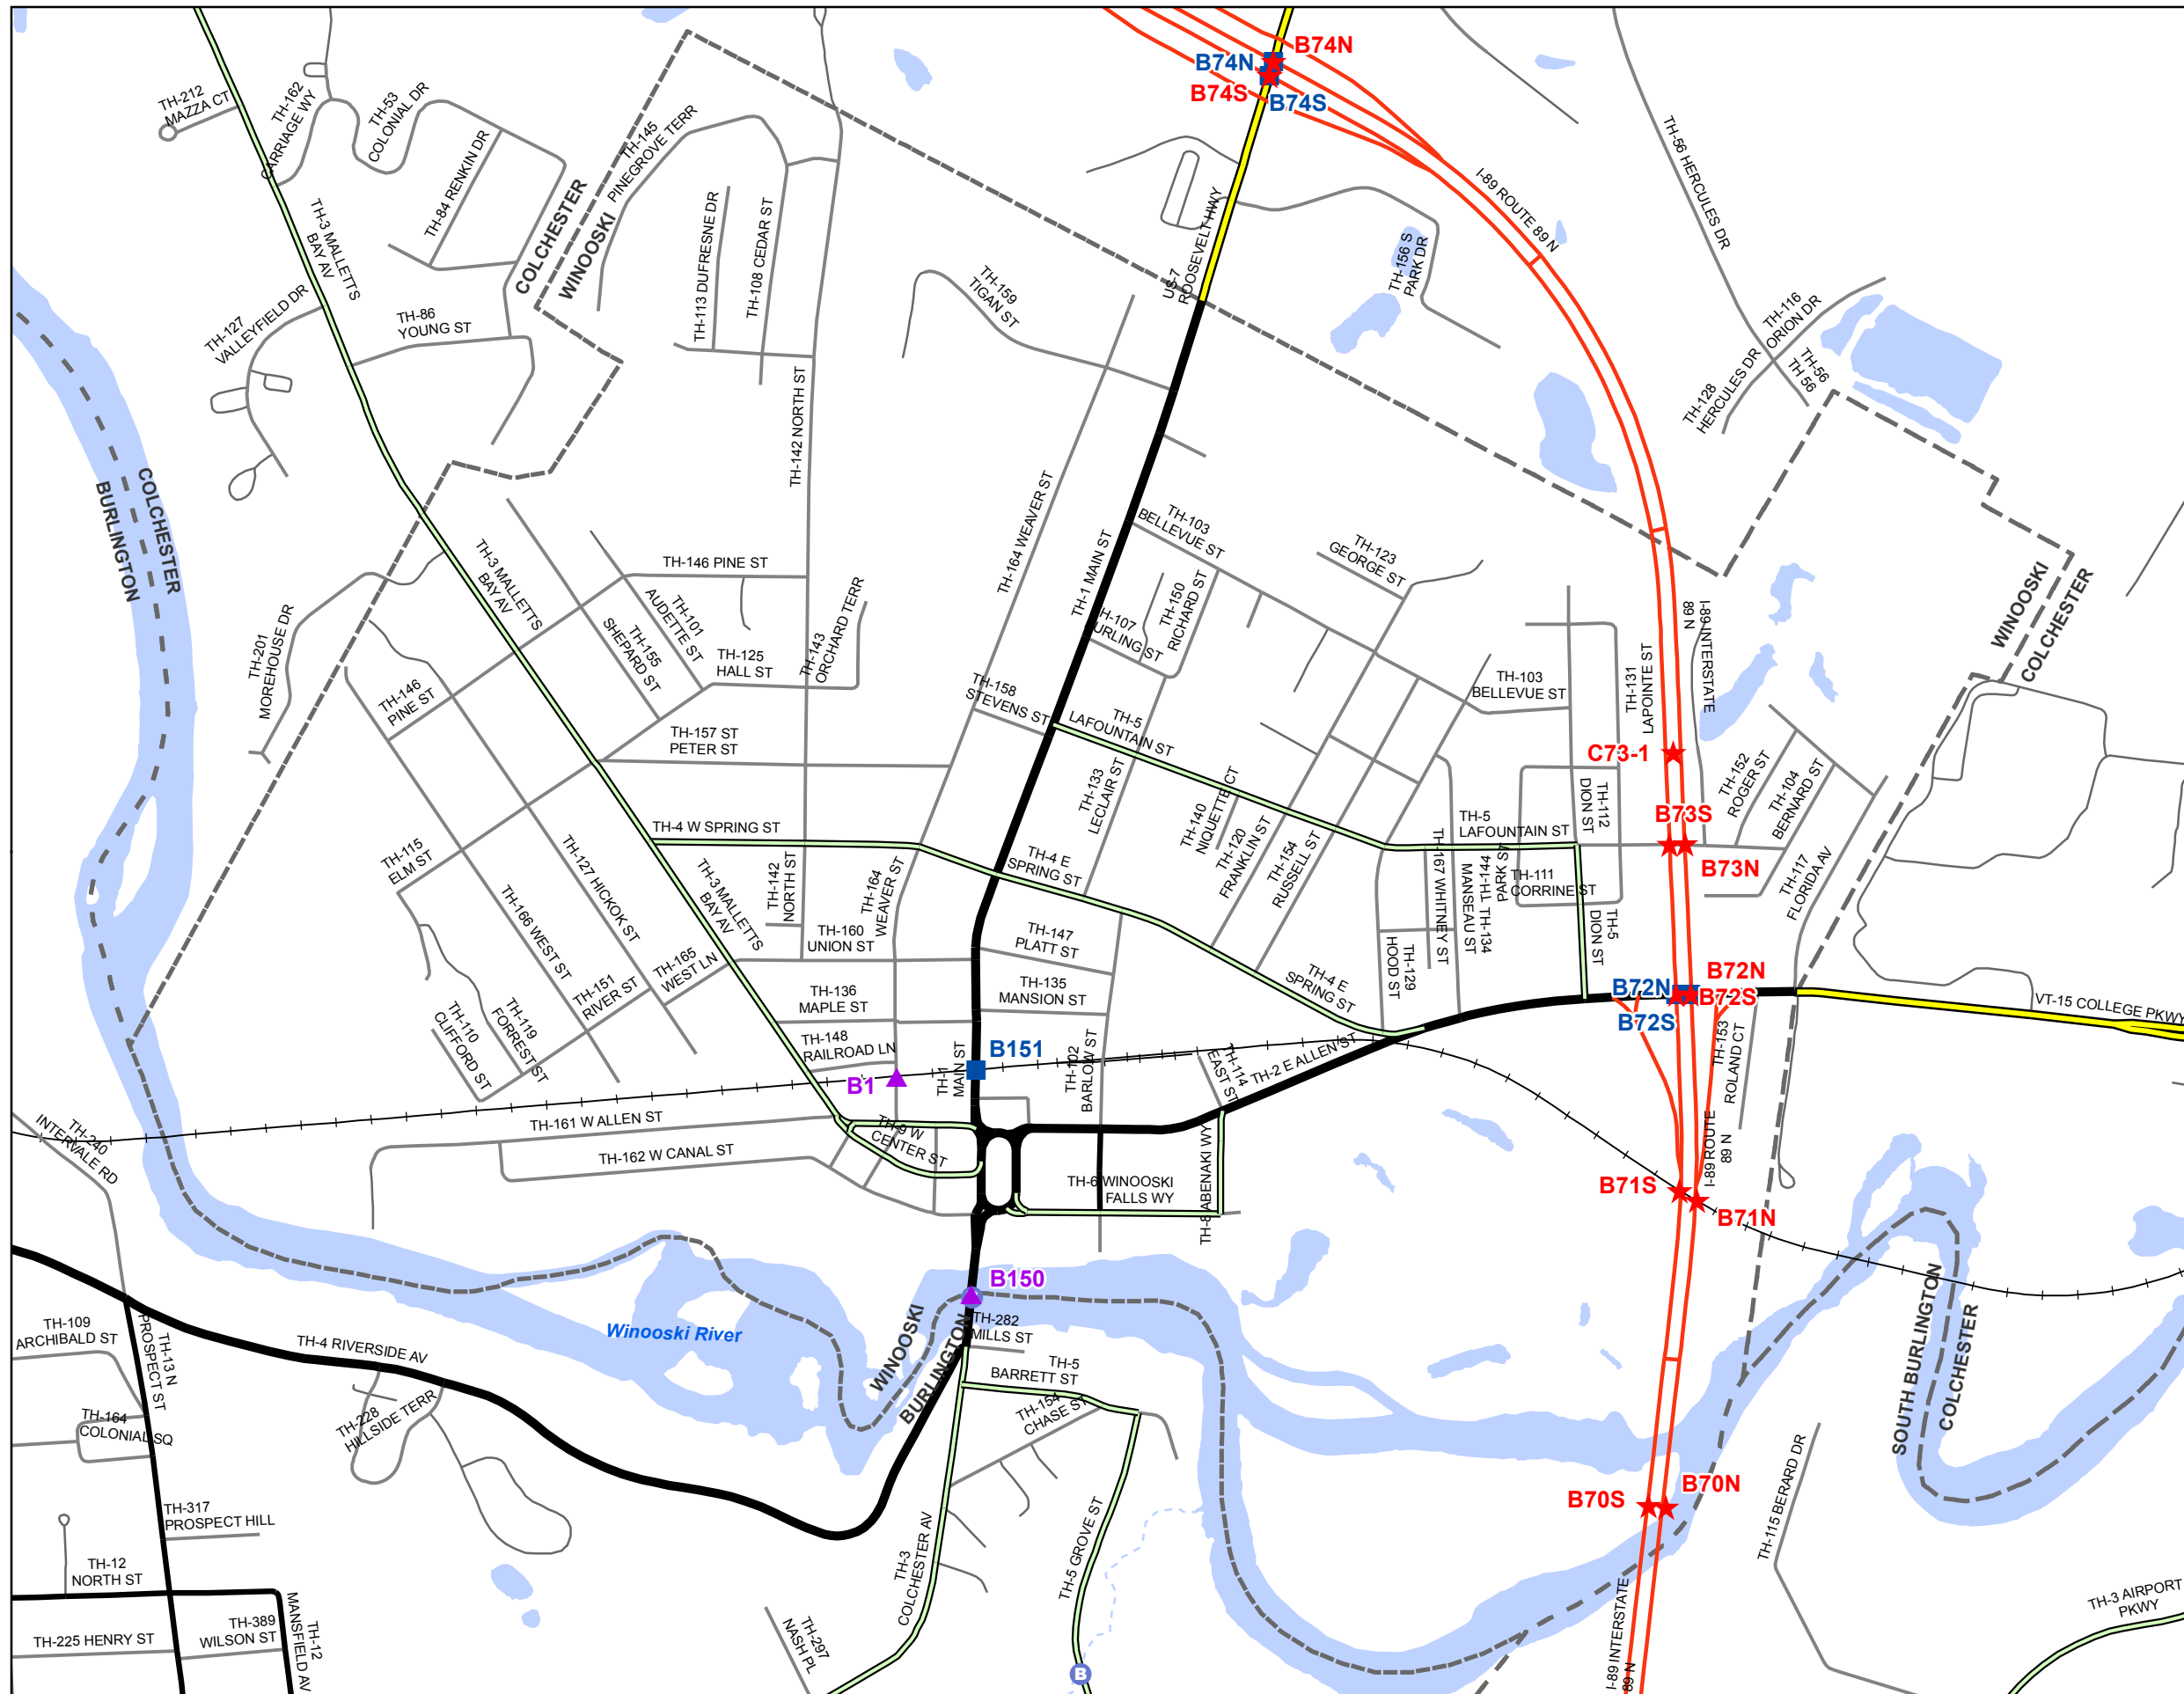 B74N
B74N
B74S
B74S
TH-212
MAZZA CT
TH-162
CARRIAGE WY
TH-53
COLONIAL DR
TH-84 RENKIN DR
TH-145
PINEGROVE TERR
COLCHESTER
WINOOSKI
TH-3 MALLETTS
BAY AV
TH-113 DUFRESNE DR
TH-108 CEDAR ST
TH-159
TIGAN ST
US-7
ROOSEVELT HWY
I-89 ROUTE 89 N
TH-156 S
PARK DR
TH-56 HERCULES DR
TH-116
ORION DR
TH-128
HERCULES DR
TH-56
TH 56
TH-127
VALLEYFIELD DR
TH-86
YOUNG ST
TH-142 NORTH ST
COLCHESTER
BURLINGTON
TH-164 WEAVER ST
TH-1 MAIN ST
TH-103
BELLEVUE ST
TH-123
GEORGE ST
TH-146 PINE ST
TH-3 MALLETTS
BAY AV
TH-101
AUDETTE ST
TH-155
SHEPARD ST
TH-125
HALL ST
TH-143
ORCHARD TERR
H-107
URLING ST
TH-150
RICHARD ST
WINOOSKI
COLCHESTER
I-89 INTERSTATE
89 N
TH-131
LAPOINTE ST
TH-201
MOREHOUSE DR
TH-146
PINE ST
TH-158
STEVENS ST
TH-5
LAFOUNTAIN ST
TH-103
BELLEVUE ST
TH-157 ST
PETER ST
C73-1
TH-133
LECLAIR ST
TH-140
NIQUETTE CT
TH-120
FRANKLIN ST
TH-154
RUSSELL ST
TH-112
DION ST
TH-152
ROGER ST
TH-104
BERNARD ST
B73S
B73N
TH-4 W SPRING ST
TH-5
LAFOUNTAIN ST
TH-115
ELM ST
TH-127 HICKOK ST
TH-166 WEST ST
TH-3 MALLETTS
BAY AV
TH-142
NORTH ST
TH-164
WEAVER ST
TH-4 E
SPRING ST
TH-167 WHITNEY ST
TH-134
MANSEAU ST
TH-144
PARK ST
TH-111
CORRINE ST
TH-117
FLORIDA AV
TH-160
UNION ST
TH-147
PLATT ST
TH-5
DION ST
TH-129
HOOD ST
TH-165
WEST LN
TH-151
RIVER ST
TH-136
MAPLE ST
TH-135
MANSION ST
TH-4 E
SPRING ST
B72N
B72N
B72S
B72S
VT-15 COLLEGE PKWY
TH-110
CLIFFORD ST
TH-119
FORREST ST
TH-148
RAILROAD LN
B1
TH-1
MAIN ST
B151
TH-102
BARLOW ST
TH-114
EAST ST
TH-2 E ALLEN ST
TH-153
ROLAND CT
TH-240
INTERVALE RD
TH-161 W ALLEN ST
TH-162 W CANAL ST
TH-9 W
CENTER ST
TH-6 WINOOSKI
FALLS WY
TH-8 ABENAKI WY
I-89 ROUTE
89 N
B71S
B71N
B150
TH-282
MILLS ST
Winooski River
WINOOSKI
BURLINGTON
SOUTH BURLINGTON
COLCHESTER
TH-109
ARCHIBALD ST
TH-13 N
PROSPECT ST
TH-4 RIVERSIDE AV
TH-5
BARRETT ST
TH-154
CHASE ST
TH-164
COLONIAL SQ
TH-228
HILLSIDE TERR
TH-317
PROSPECT HILL
B70S
B70N
TH-115 BERARD DR
TH-12
NORTH ST
TH-3
COLCHESTER AV
TH-5 GROVE ST
TH-225 HENRY ST
TH-389
WILSON ST
TH-12
MANSFIELD AV
TH-297
NASH PL
B
I-89 INTERSTATE
89 N
TH-3 AIRPORT
PKWY